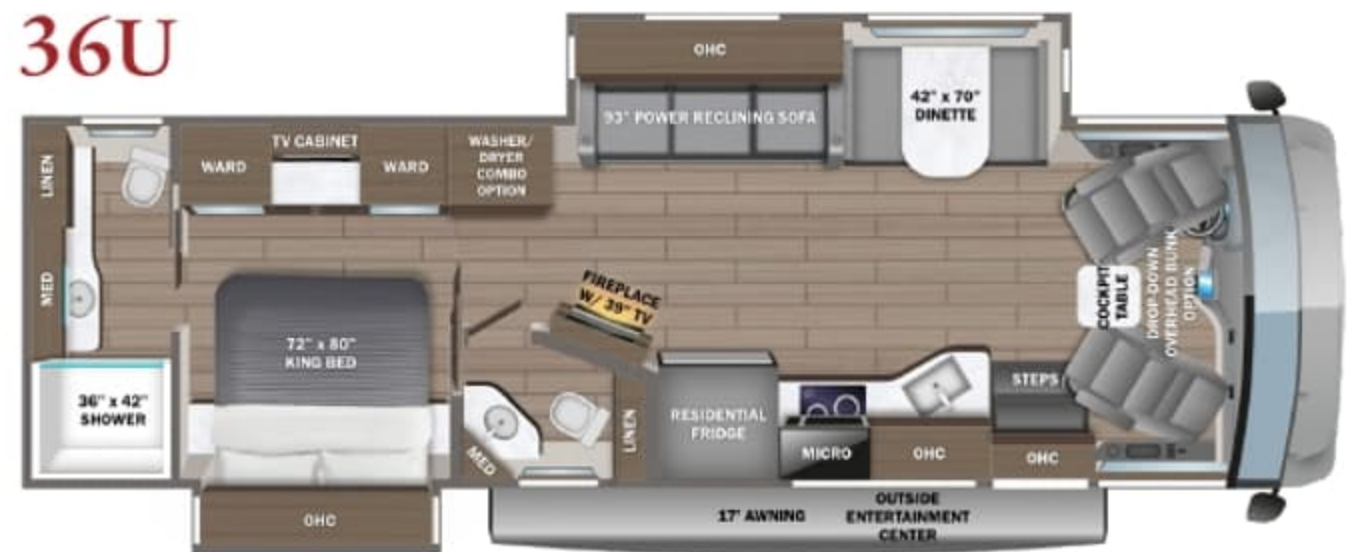 36U
OHC
93" POWER RECLINING SOFA
42" x 70"
DINETTE
LINEN
WARD
TV CABINET
WARD
WASHER/
DRYER
COMBO
OPTION
MED
FIREPLACE
W/ 39" TV
COCKPIT
TABLE
DROP DOWN
OVERHEAD BUNK
OPTION
72" x 80"
KING BED
36" x 42"
SHOWER
MED
LINEN
RESIDENTIAL
FRIDGE
MICRO
OHC
STEPS
OHC
OHC
17' AWNING
OUTSIDE
ENTERTAINMENT
CENTER